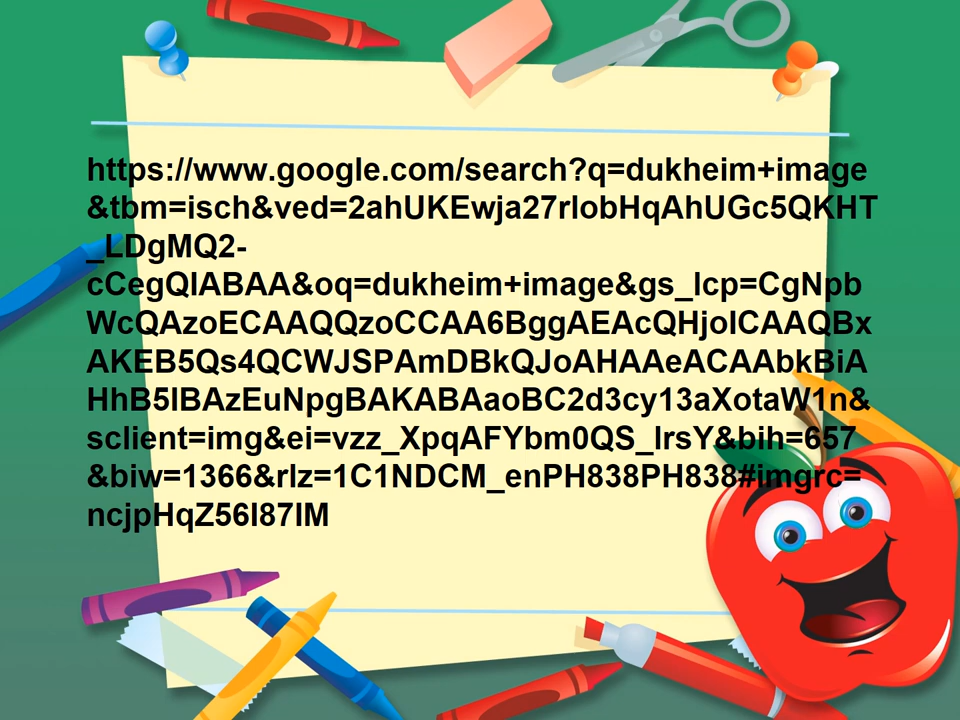 https://www.google.com/search?q=dukheim+image
&tbm=isch&ved=2ahUKEwja27rIobHqAhUGc5QKHT
_LDgMQ2-
cCegQIABAA&oq=dukheim+image&gs_lcp=CgNpb
WcQAzoECAAQQzoCCAA6BggAEAcQHjoICAAQBx
AKEB5Qs4QCWJSPAmDBkQJoAHAAeACAAbkBiA
HhB5IBAzEuNpgBAKABAaoBC2d3cy13aXotaW1n&
sclient=img&ei=vzz_XpqAFYbm0QS_lrsY&bih=657
&biw=1366&rlz=1C1NDCM_enPH838PH838#imgrc=
ncjpHqZ56I87IM